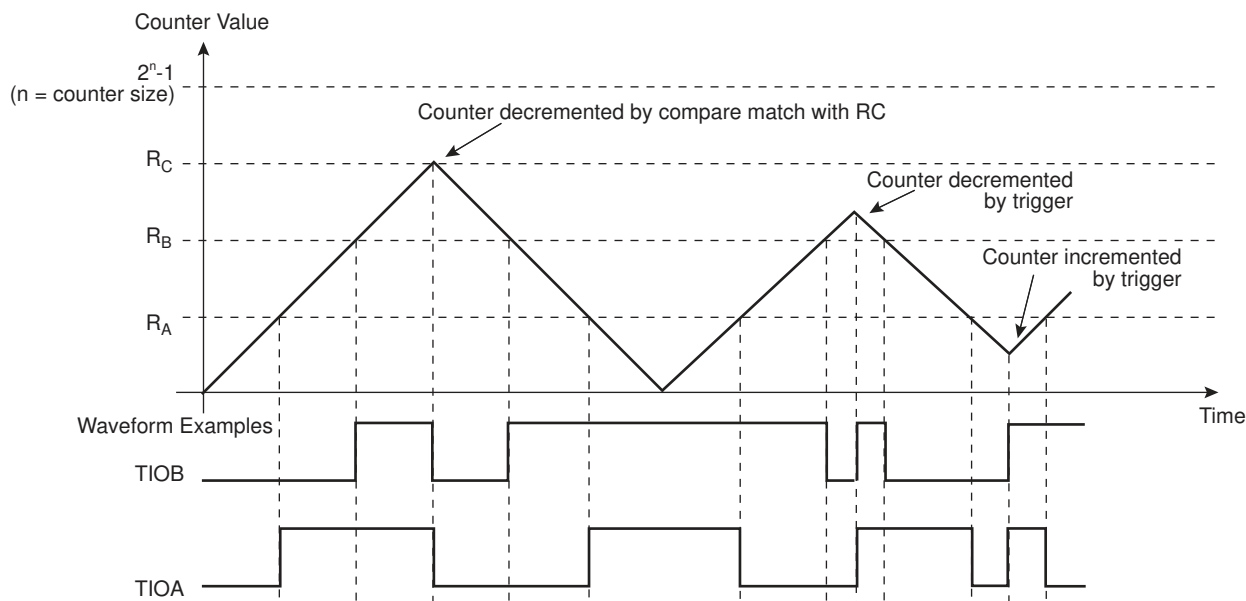 Counter Value
2ⁿ-1
(n = counter size)
Counter decremented by compare match with RC
R_C
Counter decremented
by trigger
R_B
Counter incremented
by trigger
R_A
Time
Waveform Examples
TIOB
TIOA